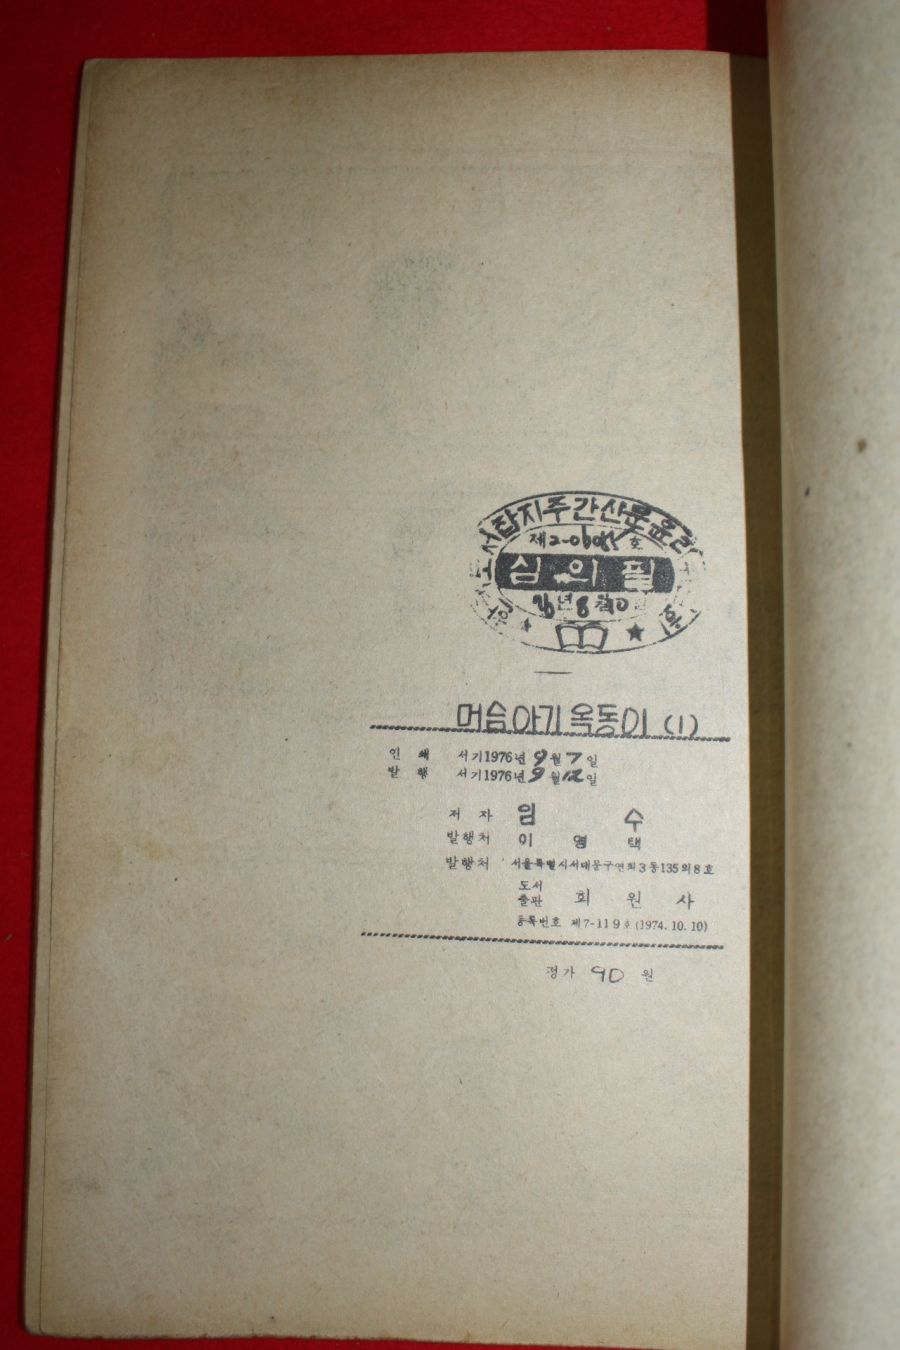 서잡지주간신문윤리
제2-06095호
심의필
76년8월20일
머슴아기 옥동이 (1)
인쇄 서기1976년 9월 7일
발행 서기1976년 9월 12일
저자 임 수
발행처 이 영 택
발행처 서울특별시서대문구연희3동135의8호
도서출판 회 원 사
등록번호 제7-119호(1974.10.10)
정가 90 원